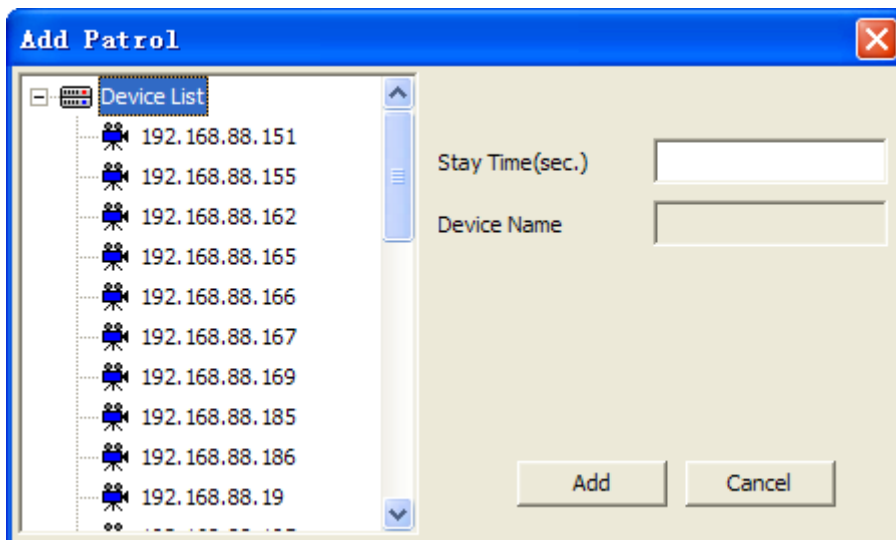 Add Patrol
Device List
192.168.88.151
192.168.88.155
192.168.88.162
192.168.88.165
192.168.88.166
192.168.88.167
192.168.88.169
192.168.88.185
192.168.88.186
192.168.88.19
Stay Time(sec.)
Device Name
Add
Cancel